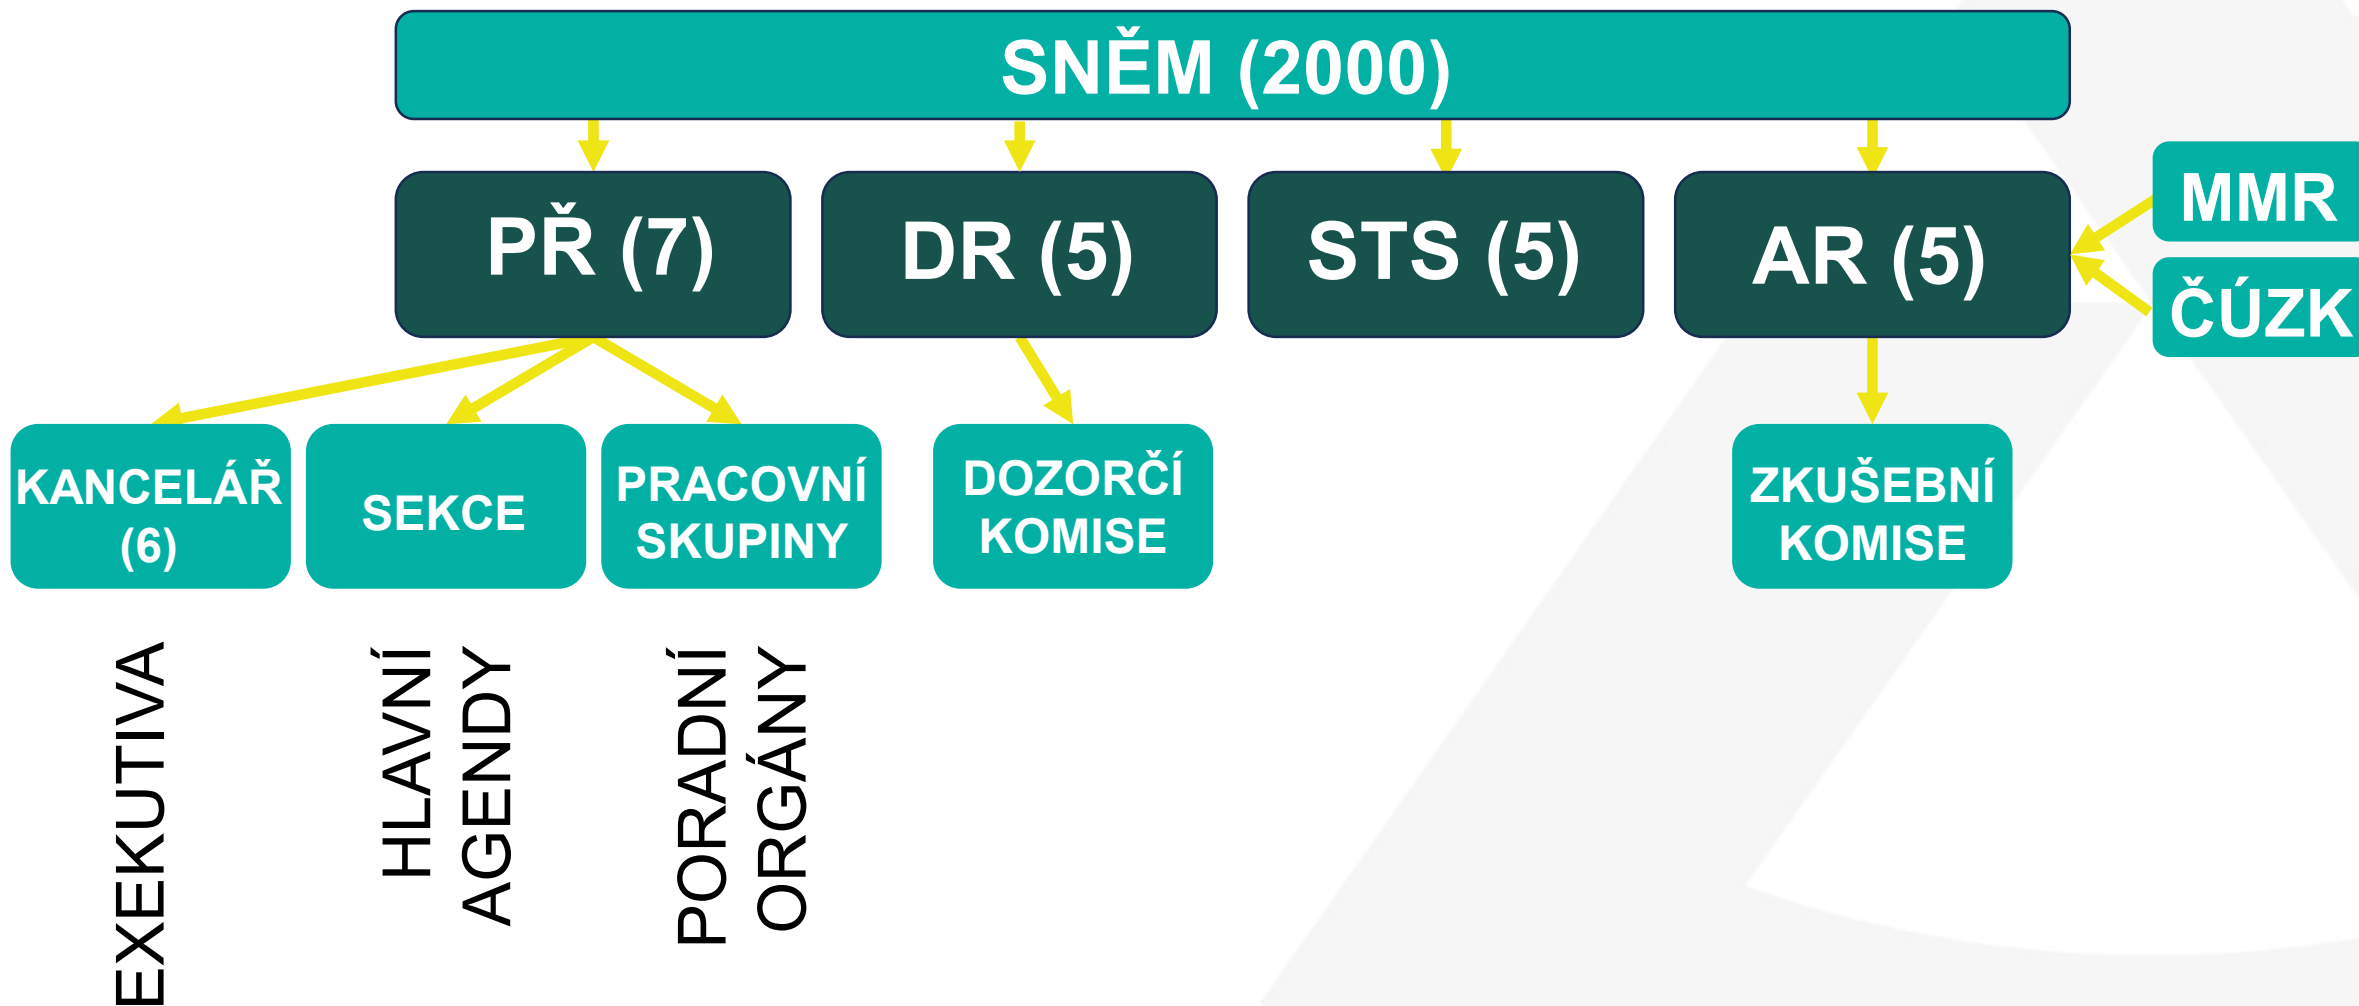 SNĚM (2000)
PŘ (7)
DR (5)
STS (5)
AR (5)
MMR
ČÚZK
KANCELÁŘ
(6)
SEKCE
PRACOVNÍ
SKUPINY
DOZORČÍ
KOMISE
ZKUŠEBNÍ
KOMISE
EXEKUTIVA
HLAVNÍ
AGENDY
PORADNÍ
ORGÁNY